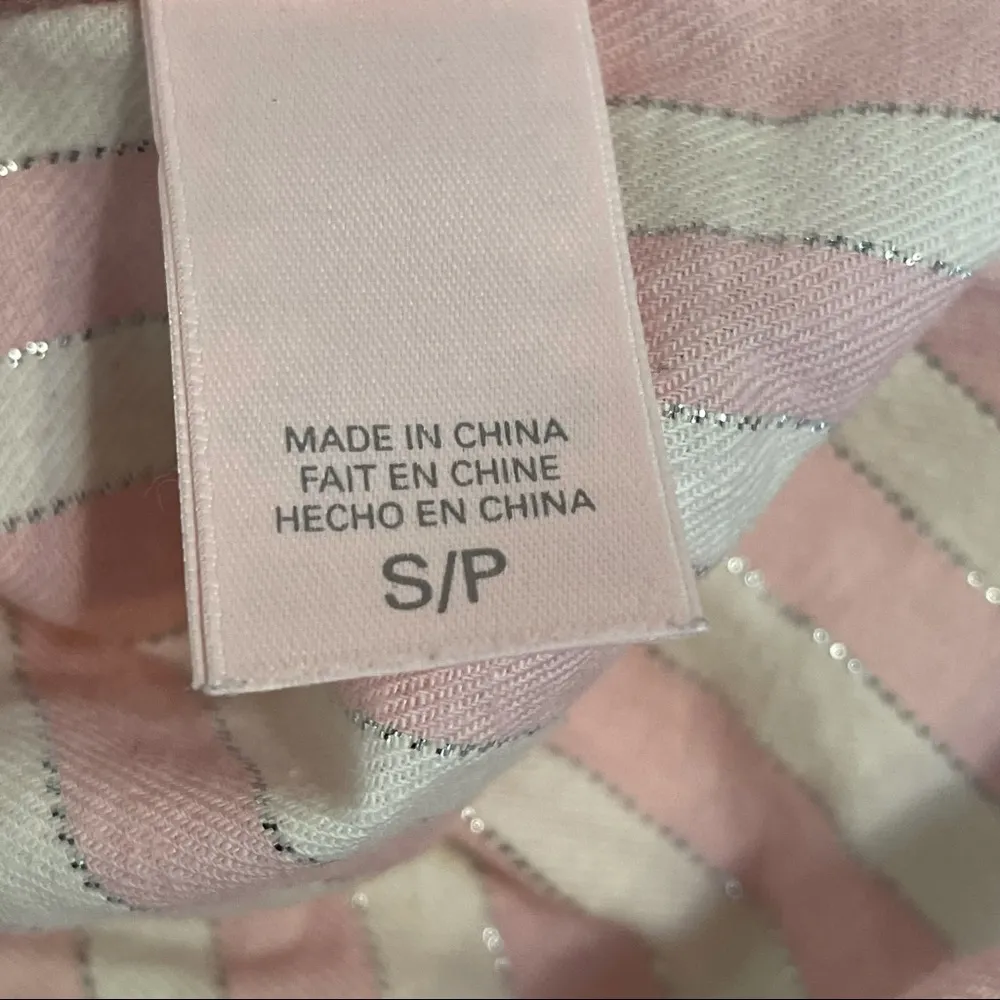 MADE IN CHINA
FAIT EN CHINE
HECHO EN CHINA
S/P